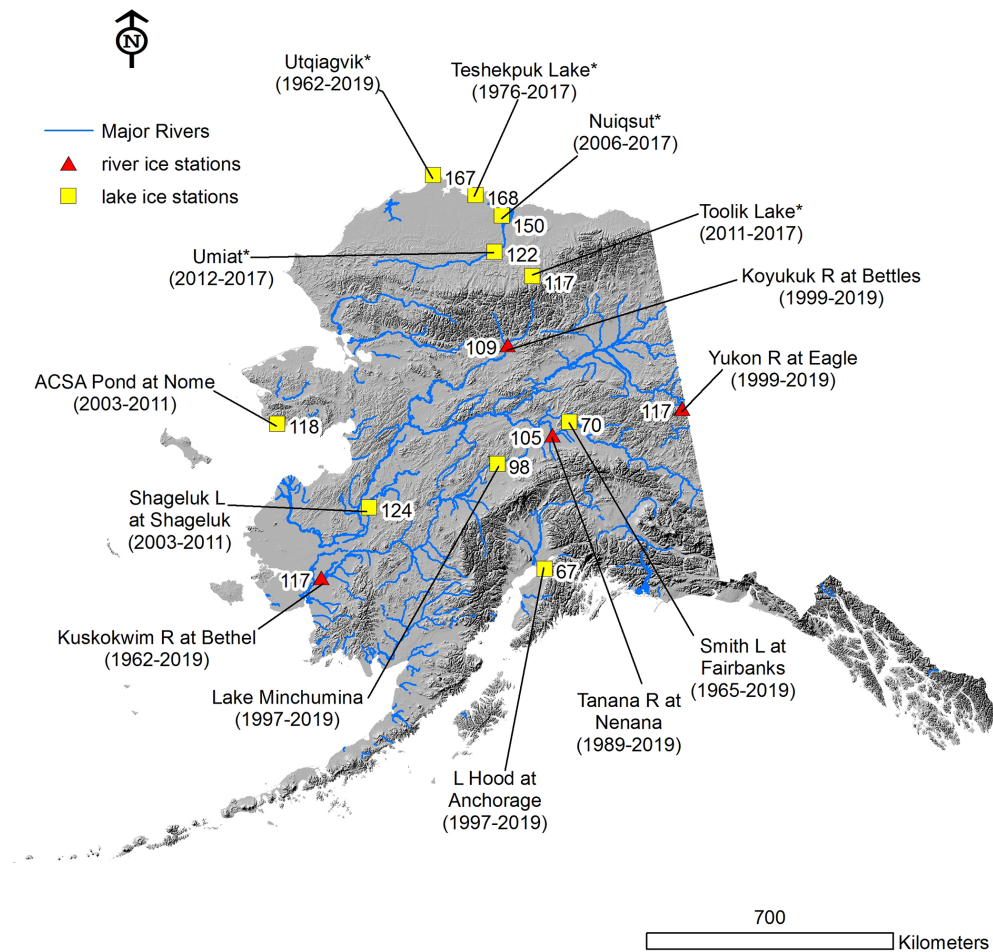 N
Utqiagvik*
(1962-2019)
Teshekpuk Lake*
(1976-2017)
Nuiqsut*
(2006-2017)
Major Rivers
river ice stations
lake ice stations
167
168
150
Toolik Lake*
(2011-2017)
Umiat*
(2012-2017)
122
117
Koyukuk R at Bettles
(1999-2019)
109
Yukon R at Eagle
(1999-2019)
ACSA Pond at Nome
(2003-2011)
117
118
70
105
98
Shageluk L
at Shageluk
(2003-2011)
124
117
67
Kuskokwim R at Bethel
(1962-2019)
Smith L at
Fairbanks
(1965-2019)
Lake Minchumina
(1997-2019)
Tanana R at
Nenana
(1989-2019)
L Hood at
Anchorage
(1997-2019)
700
Kilometers